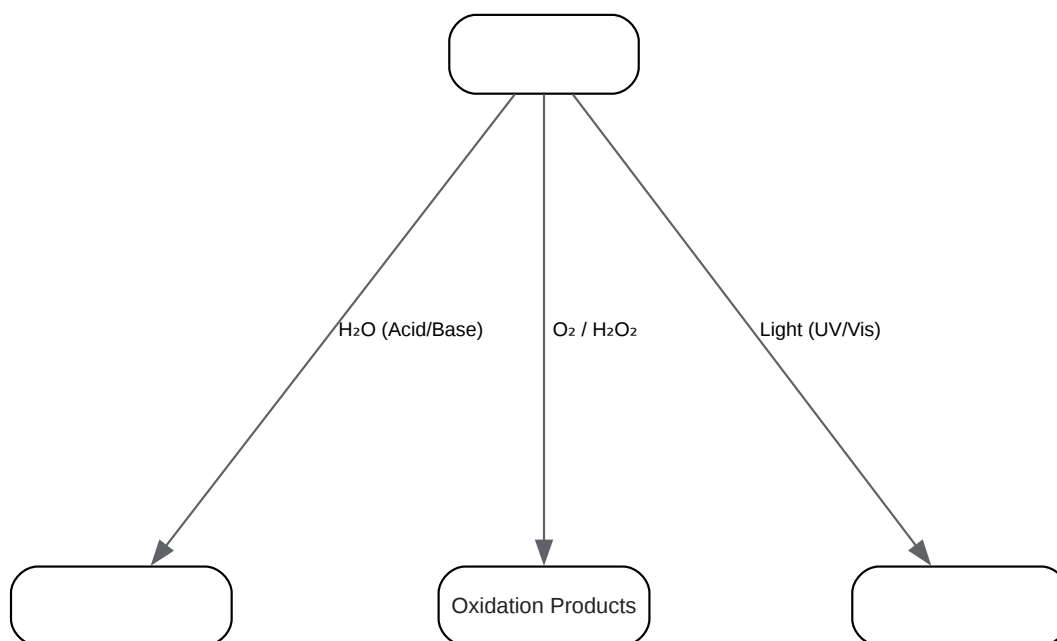 H₂O (Acid/Base)
O₂ / H₂O₂
Light (UV/Vis)
Oxidation Products